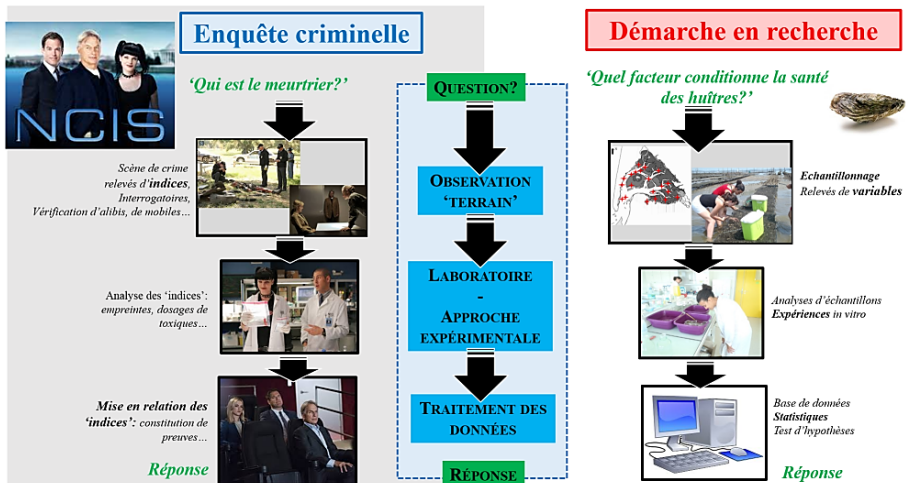 Enquête criminelle
NCIS
'Qui est le meurtrier?'
Scène de crime
relevés d'indices,
Interrogatoires,
Vérification d'alibis, de mobiles…
Analyse des 'indices':
empreintes, dosages de
toxiques…
Mise en relation des
'indices': constitution de
preuves…
Réponse
QUESTION?
OBSERVATION
'TERRAIN'
LABORATOIRE
-
APPROCHE
EXPÉRIMENTALE
TRAITEMENT DES
DONNÉES
RÉPONSE
Démarche en recherche
'Quel facteur conditionne la santé
des huîtres?'
Echantillonnage
Relevés de variables
Analyses d'échantillons
Expériences in vitro
Base de données
Statistiques
Test d'hypothèses
Réponse